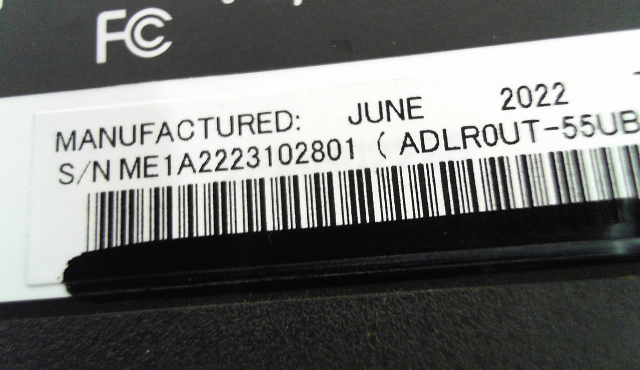 FC
MANUFACTURED: JUNE 2022
S/N ME1A2223102801 ( ADLR0UT-55UB